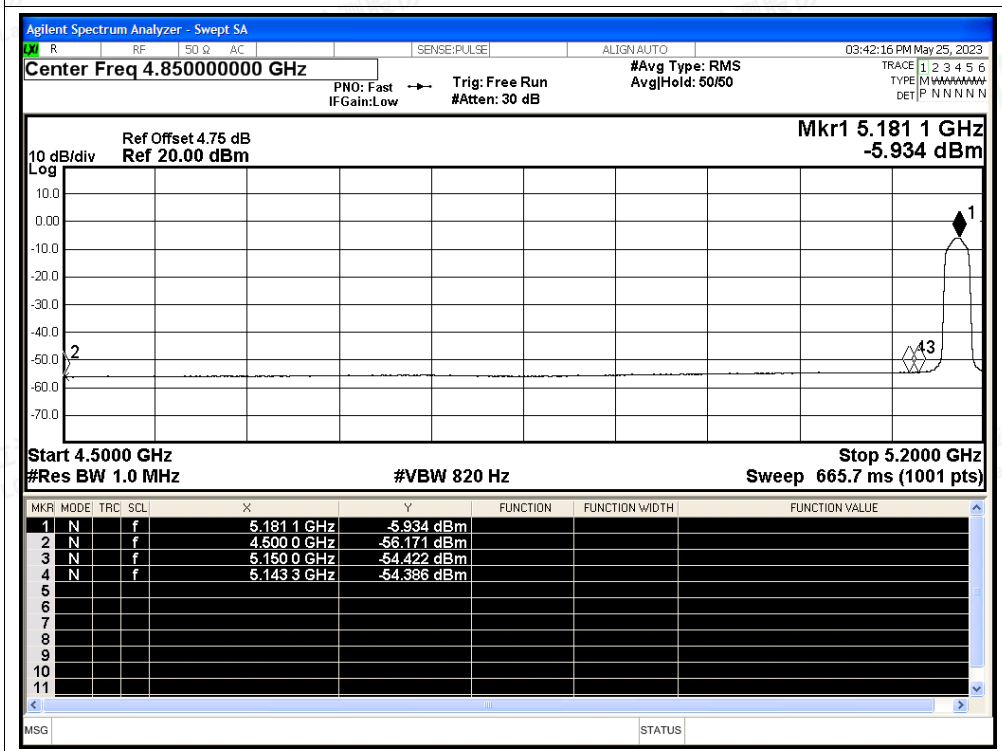 Agilent Spectrum Analyzer - Swept SA
LXI R RF 50 Ω AC SENSE:PULSE ALIGN AUTO 03:42:16 PM May 25, 2023
Center Freq 4.850000000 GHz #Avg Type: RMS TRACE 1 2 3 4 5 6
PNO: Fast Trig: Free Run Avg|Hold: 50/50 TYPE M WWWWW
IFGain:Low #Atten: 30 dB DET P N N N N N
Mkr1 5.181 1 GHz
Ref Offset 4.75 dB
10 dB/div Ref 20.00 dBm -5.934 dBm
Log
10.0
0.00
1
-10.0
-20.0
-30.0
-40.0
2 43
-50.0
-60.0
-70.0
Start 4.5000 GHz Stop 5.2000 GHz
#Res BW 1.0 MHz #VBW 820 Hz Sweep 665.7 ms (1001 pts)
MKR MODE TRC SCL X Y FUNCTION FUNCTION WIDTH FUNCTION VALUE
1 N f 5.181 1 GHz -5.934 dBm
2 N f 4.500 0 GHz -56.171 dBm
3 N f 5.150 0 GHz -54.422 dBm
4 N f 5.143 3 GHz -54.386 dBm
5
6
7
8
9
10
11
MSG STATUS